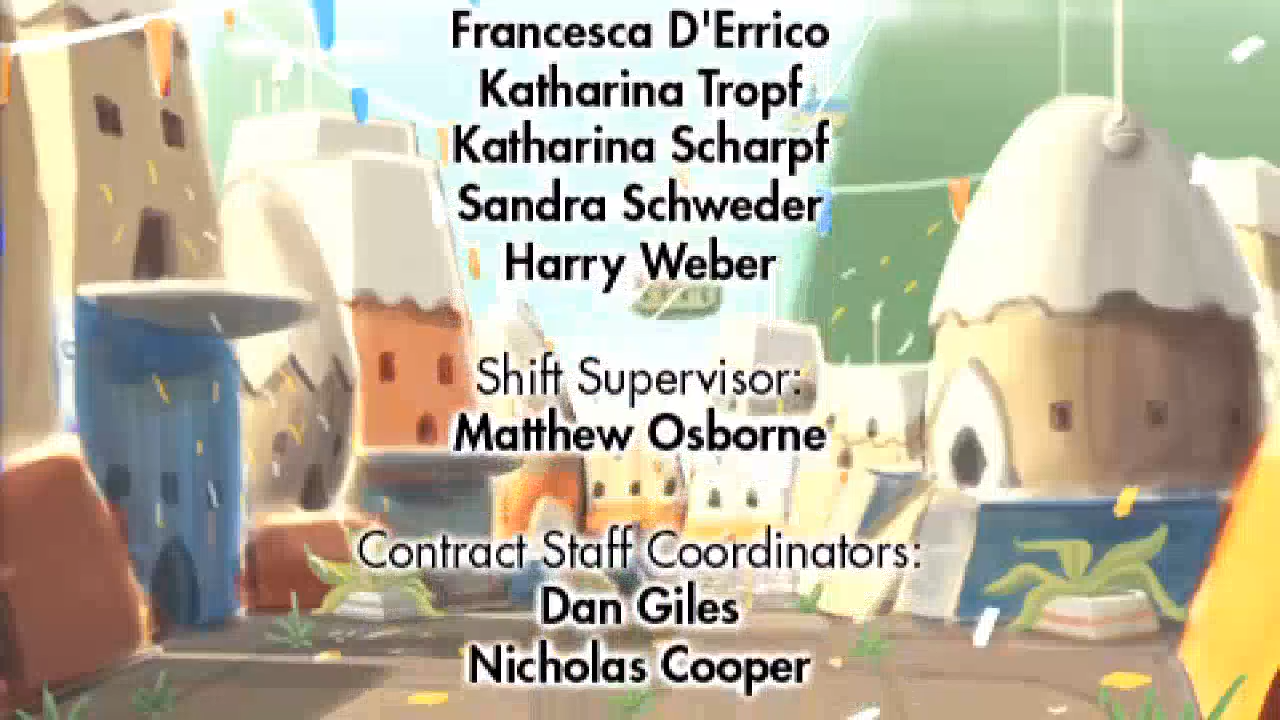 Francesca D'Errico
Katharina Tropf
Katharina Scharpf
Sandra Schweder
Harry Weber
Shift Supervisor:
Matthew Osborne
Contract Staff Coordinators:
Dan Giles
Nicholas Cooper